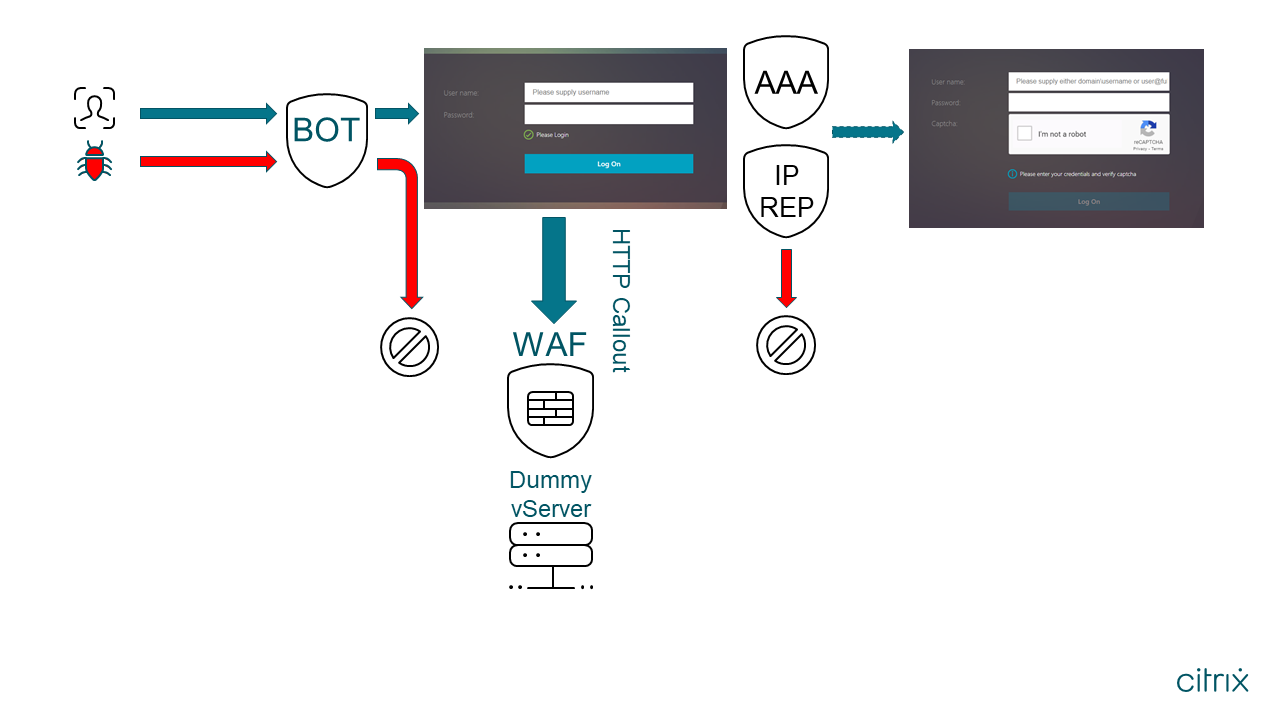 BOT
User name:
Please supply username
Password:
Please Login
Log On
HTTP Callout
WAF
Dummy
vServer
AAA
IP
REP
User name:
Please supply either domain\username or user@fu
Password:
Captcha:
I'm not a robot
reCAPTCHA
Privacy - Terms
Please enter your credentials and verify captcha
Log On
citrix